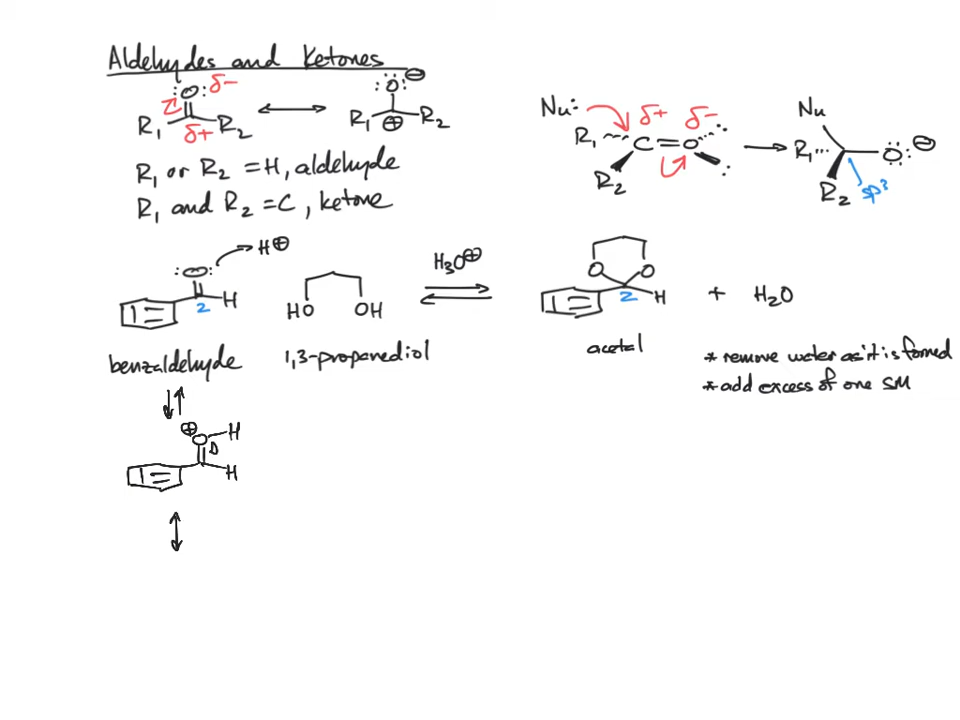 Aldehydes and Ketones
:O: δ- :O: ⊖
R₁ δ+ R₂ ⟷ R₁ ⊕ R₂
R₁ or R₂ = H, aldehyde
R₁ and R₂ = C, ketone
Nu: δ+ δ- Nu
R₁ C=O: → R₁ O: ⊖
R₂ R₂ sp³
:O: H⊕
2 H
HO OH
H₃O⊕
O O
2 H + H₂O
benzaldehyde
1,3-propanediol
acetal
* remove water as it is formed
* add excess of one SM
⊕ O H
H